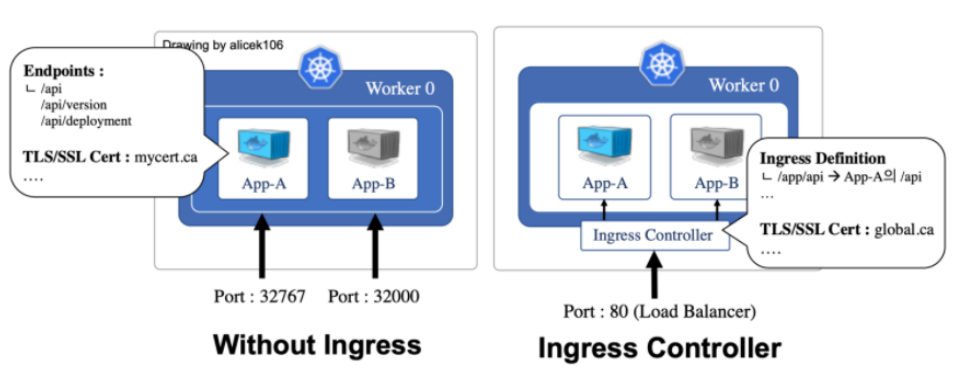 Drawing by alicek106
Endpoints :
ㄴ /api
/api/version
/api/deployment
TLS/SSL Cert : mycert.ca
....
Worker 0
App-A
App-B
Port : 32767
Port : 32000
Without Ingress
Worker 0
App-A
App-B
Ingress Definition
ㄴ /app/api → App-A의 /api
...
TLS/SSL Cert : global.ca
....
Ingress Controller
Port : 80 (Load Balancer)
Ingress Controller